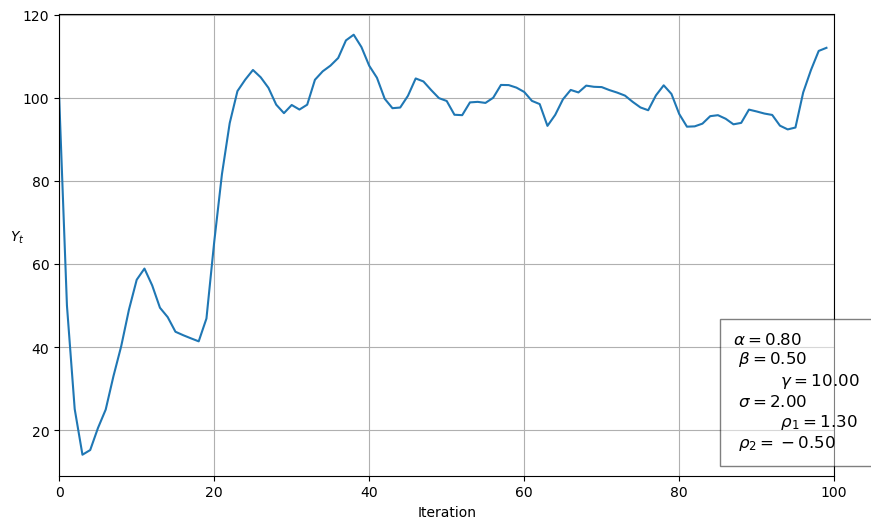 120
100
80
60
40
20
Y_t
0 20 40 60 80 100
Iteration
α = 0.80
β = 0.50
γ = 10.00
σ = 2.00
ρ₁ = 1.30
ρ₂ = −0.50